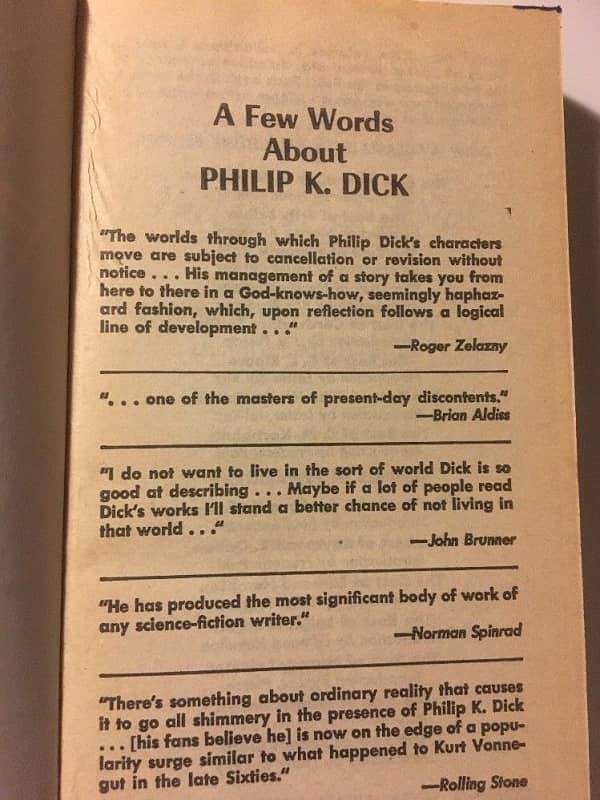 A Few Words
About
PHILIP K. DICK
"The worlds through which Philip Dick's characters
move are subject to cancellation or revision without
notice . . . His management of a story takes you from
here to there in a God-knows-how, seemingly haphaz-
ard fashion, which, upon reflection follows a logical
line of development . . ."
—Roger Zelazny
". . . one of the masters of present-day discontents."
—Brian Aldiss
"I do not want to live in the sort of world Dick is so
good at describing . . . Maybe if a lot of people read
Dick's works I'll stand a better chance of not living in
that world . . ."
—John Brunner
"He has produced the most significant body of work of
any science-fiction writer."
—Norman Spinrad
"There's something about ordinary reality that causes
it to go all shimmery in the presence of Philip K. Dick
. . . [his fans believe he] is now on the edge of a popu-
larity surge similar to what happened to Kurt Vonne-
gut in the late Sixties."
—Rolling Stone